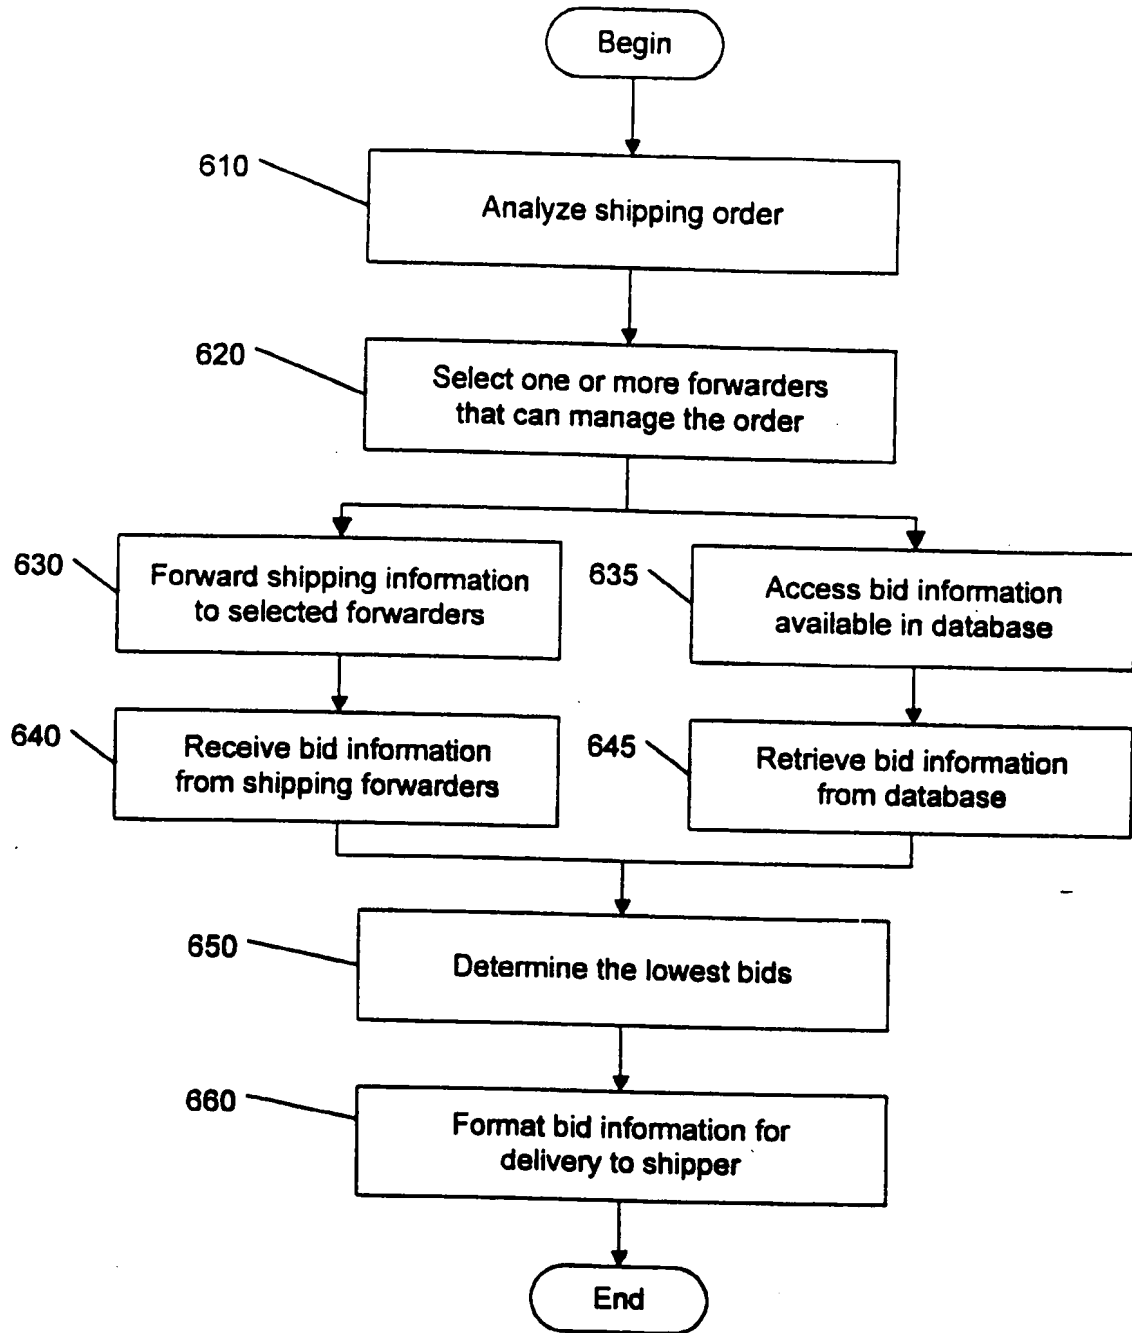 Begin
610
Analyze shipping order
620
Select one or more forwarders
that can manage the order
630
Forward shipping information
to selected forwarders
635
Access bid information
available in database
640
Receive bid information
from shipping forwarders
645
Retrieve bid information
from database
650
Determine the lowest bids
660
Format bid information for
delivery to shipper
End